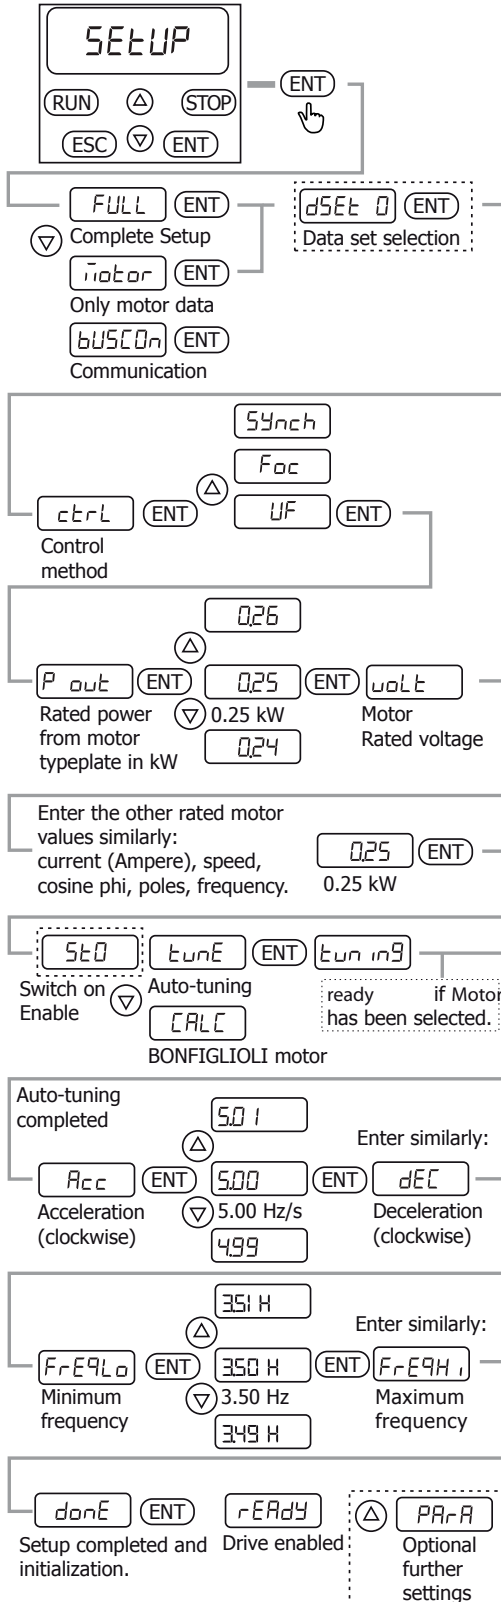 SEtUP
RUN STOP
ESC ENT
ENT
FULL ENT
Complete Setup
dSEt 0 ENT
Data set selection
Motor ENT
Only motor data
bUSCOn ENT
Communication
SYnch
Foc
ctrL ENT UF ENT
Control
method
0.26
P out ENT 0.25 ENT uoLt
Rated power
from motor
typeplate in kW
0.25 kW
0.24
Motor
Rated voltage
Enter the other rated motor
values similarly:
current (Ampere), speed,
cosine phi, poles, frequency.
0.25 ENT
0.25 kW
StO tunE ENT tun ing
Switch on
Enable
Auto-tuning
CALC
BONFIGLIOLI motor
ready if Motor
has been selected.
Auto-tuning
completed
5.01
Enter similarly:
Acc ENT 5.00 ENT dEC
Acceleration
(clockwise)
5.00 Hz/s
4.99
Deceleration
(clockwise)
3.51 H
Enter similarly:
FrEqLo ENT 3.50 H ENT FrEqHi
Minimum
frequency
3.50 Hz
3.49 H
Maximum
frequency
donE ENT rEAdY PArA
Setup completed and
initialization.
Drive enabled
Optional
further
settings